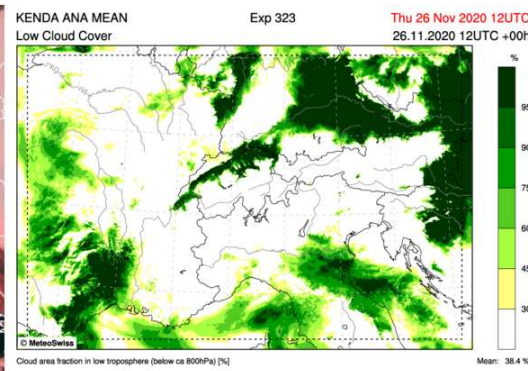 KENDA ANA MEAN
Exp 323
Thu 26 Nov 2020 12UTC
Low Cloud Cover
26.11.2020 12UTC +00h
%
95
90
75
60
45
30
© MeteoSwiss
Cloud area fraction in low troposphere (below ca 800hPa) [%]
Mean: 38.4 %